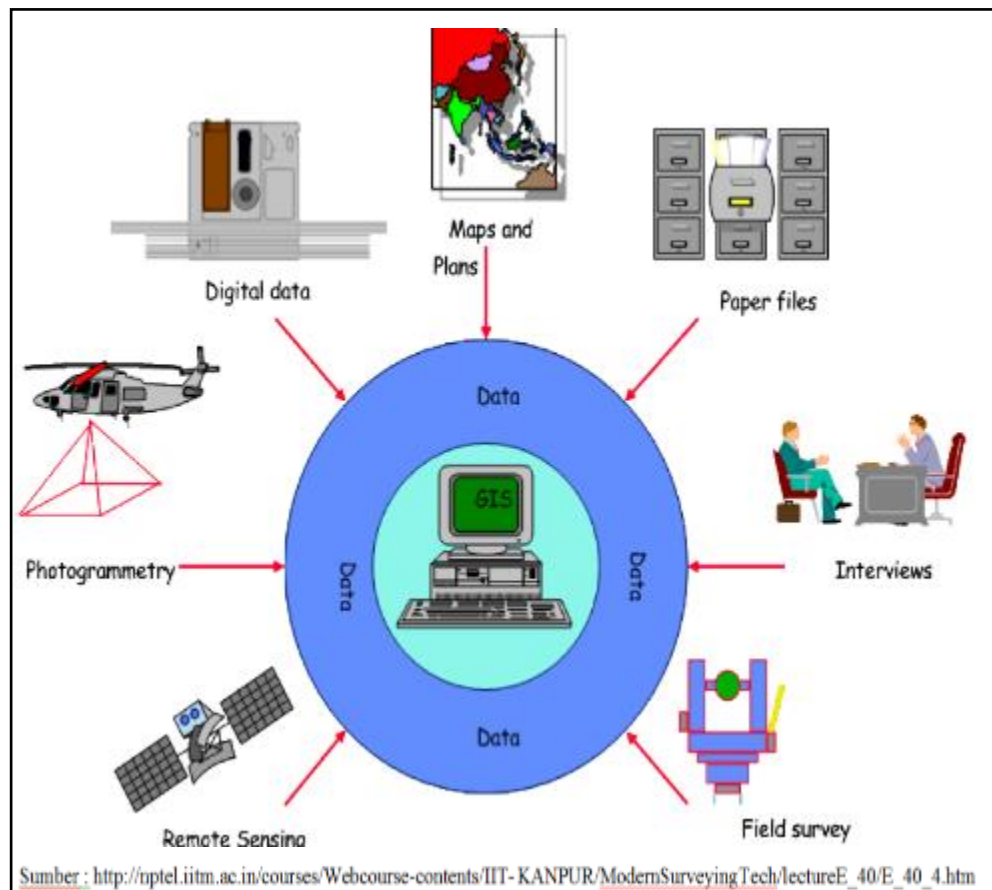 Maps and
Plans
Digital data
Paper files
Data
GIS
Data
Data
Photogrammetry
Interviews
Data
Remote Sensing
Field survey
Sumber : http://nptel.iitm.ac.in/courses/Webcourse-contents/IIT- KANPUR/ModernSurveyingTech/lectureE_40/E_40_4.htm